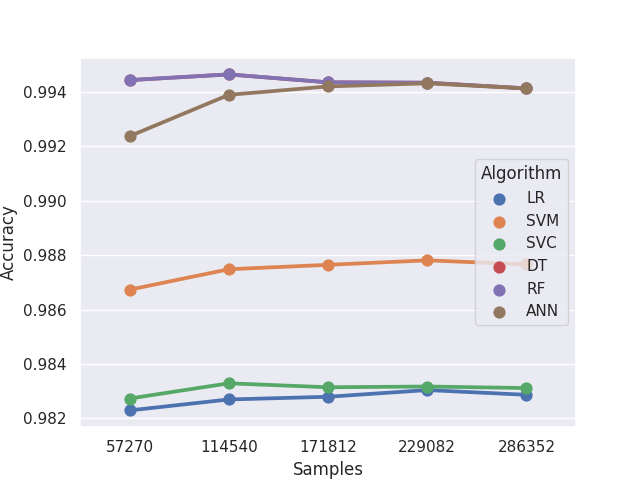 0.994
0.992
0.990
0.988
0.986
0.984
0.982
Accuracy
Algorithm
LR
SVM
SVC
DT
RF
ANN
57270 114540 171812 229082 286352
Samples